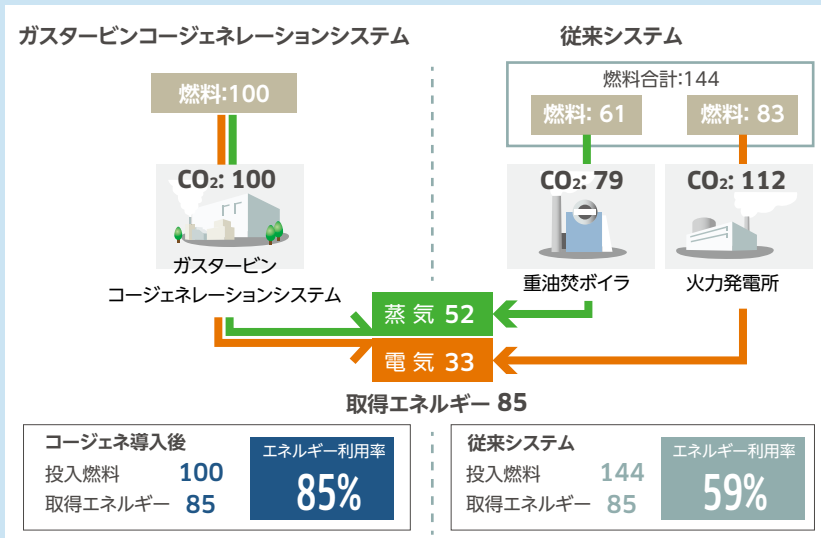 ガスタービンコージェネレーションシステム
従来システム
燃料:100
燃料合計:144
燃料: 61
燃料: 83
CO₂: 100
CO₂: 79
CO₂: 112
ガスタービン
コージェネレーションシステム
重油焚ボイラ
火力発電所
蒸気 52
電気 33
取得エネルギー 85
コージェネ導入後
投入燃料 100
取得エネルギー 85
エネルギー利用率
85%
従来システム
投入燃料 144
取得エネルギー 85
エネルギー利用率
59%